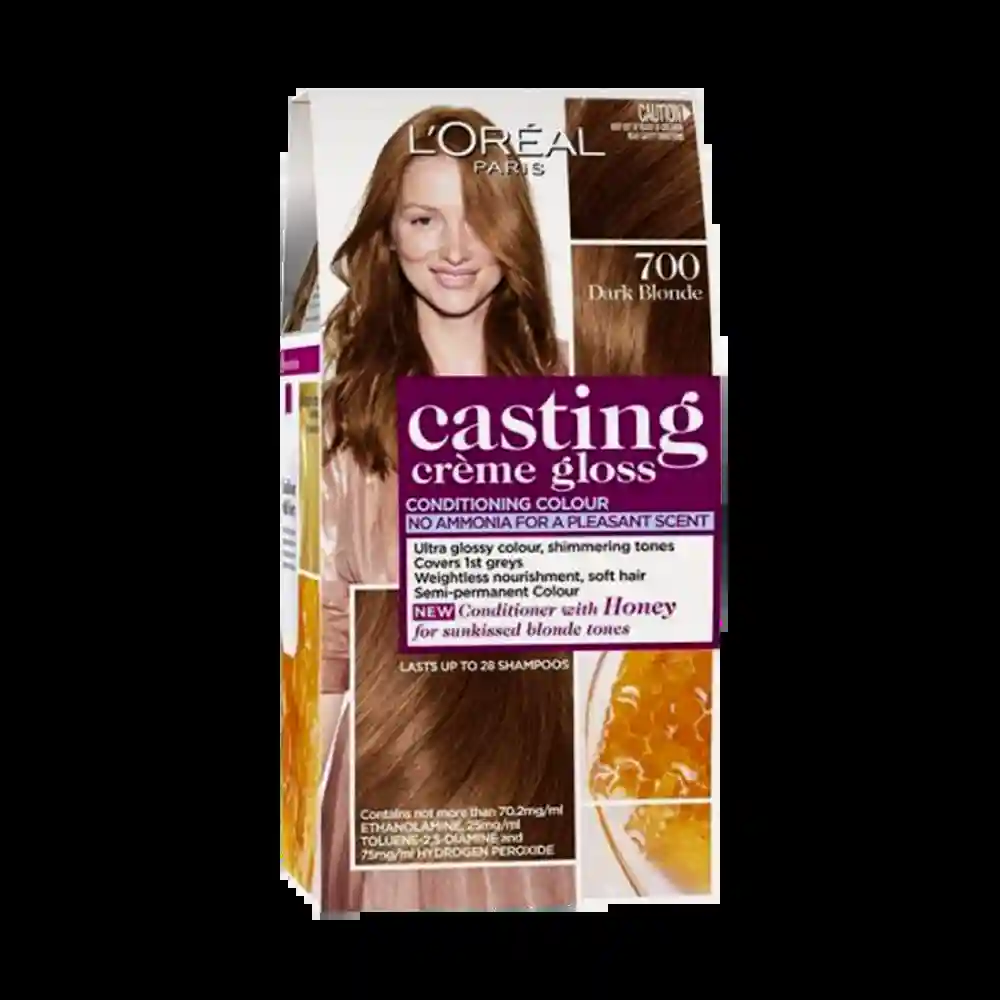 L'ORÉAL
PARIS
CAUTION
700
Dark Blonde
casting
crème gloss
CONDITIONING COLOUR
NO AMMONIA FOR A PLEASANT SCENT
Ultra glossy colour, shimmering tones
Covers 1st greys
Weightless nourishment, soft hair
Semi-permanent Colour
NEW Conditioner with Honey
for sunkissed blonde tones
LASTS UP TO 28 SHAMPOOS
Contains not more than 70.2mg/ml
ETHANOLAMINE, 25mg/ml
TOLUENE-2,5-DIAMINE and
75mg/ml HYDROGEN PEROXIDE